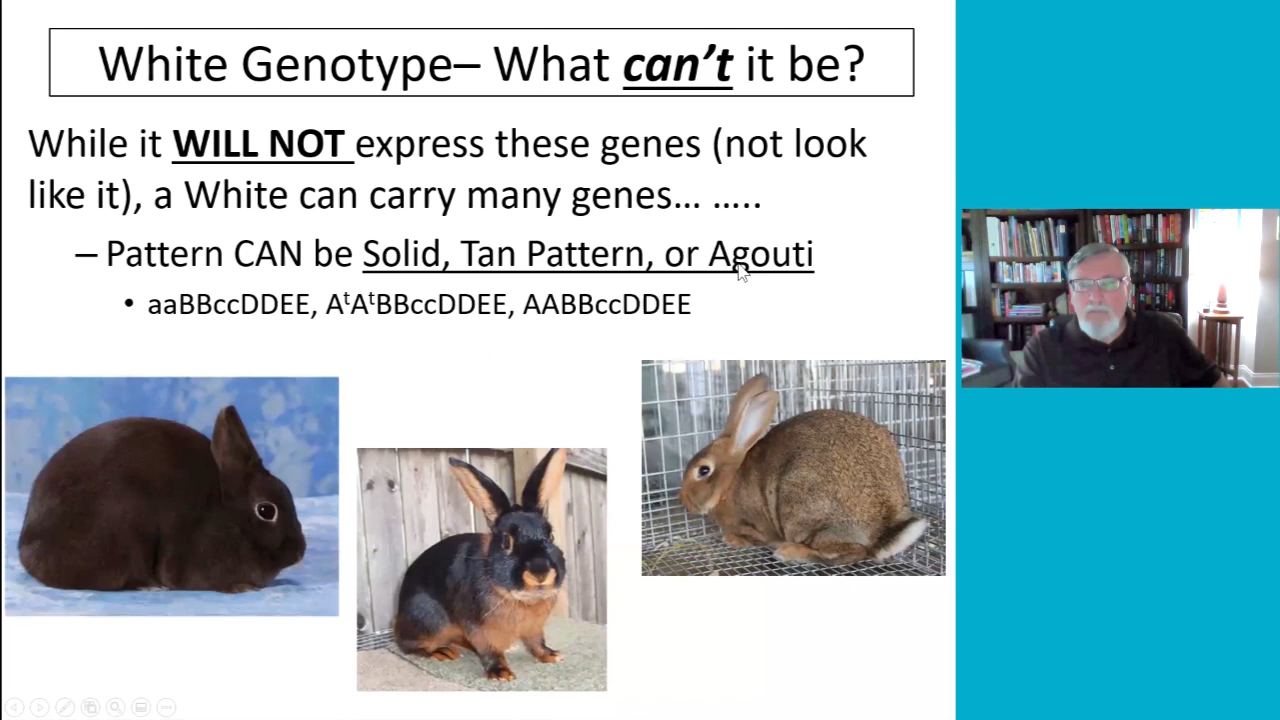 White Genotype– What can’t it be?
While it WILL NOT express these genes (not look
like it), a White can carry many genes… …..
– Pattern CAN be Solid, Tan Pattern, or Agouti
• aaBBccDDEE, AᵗAᵗBBccDDEE, AABBccDDEE